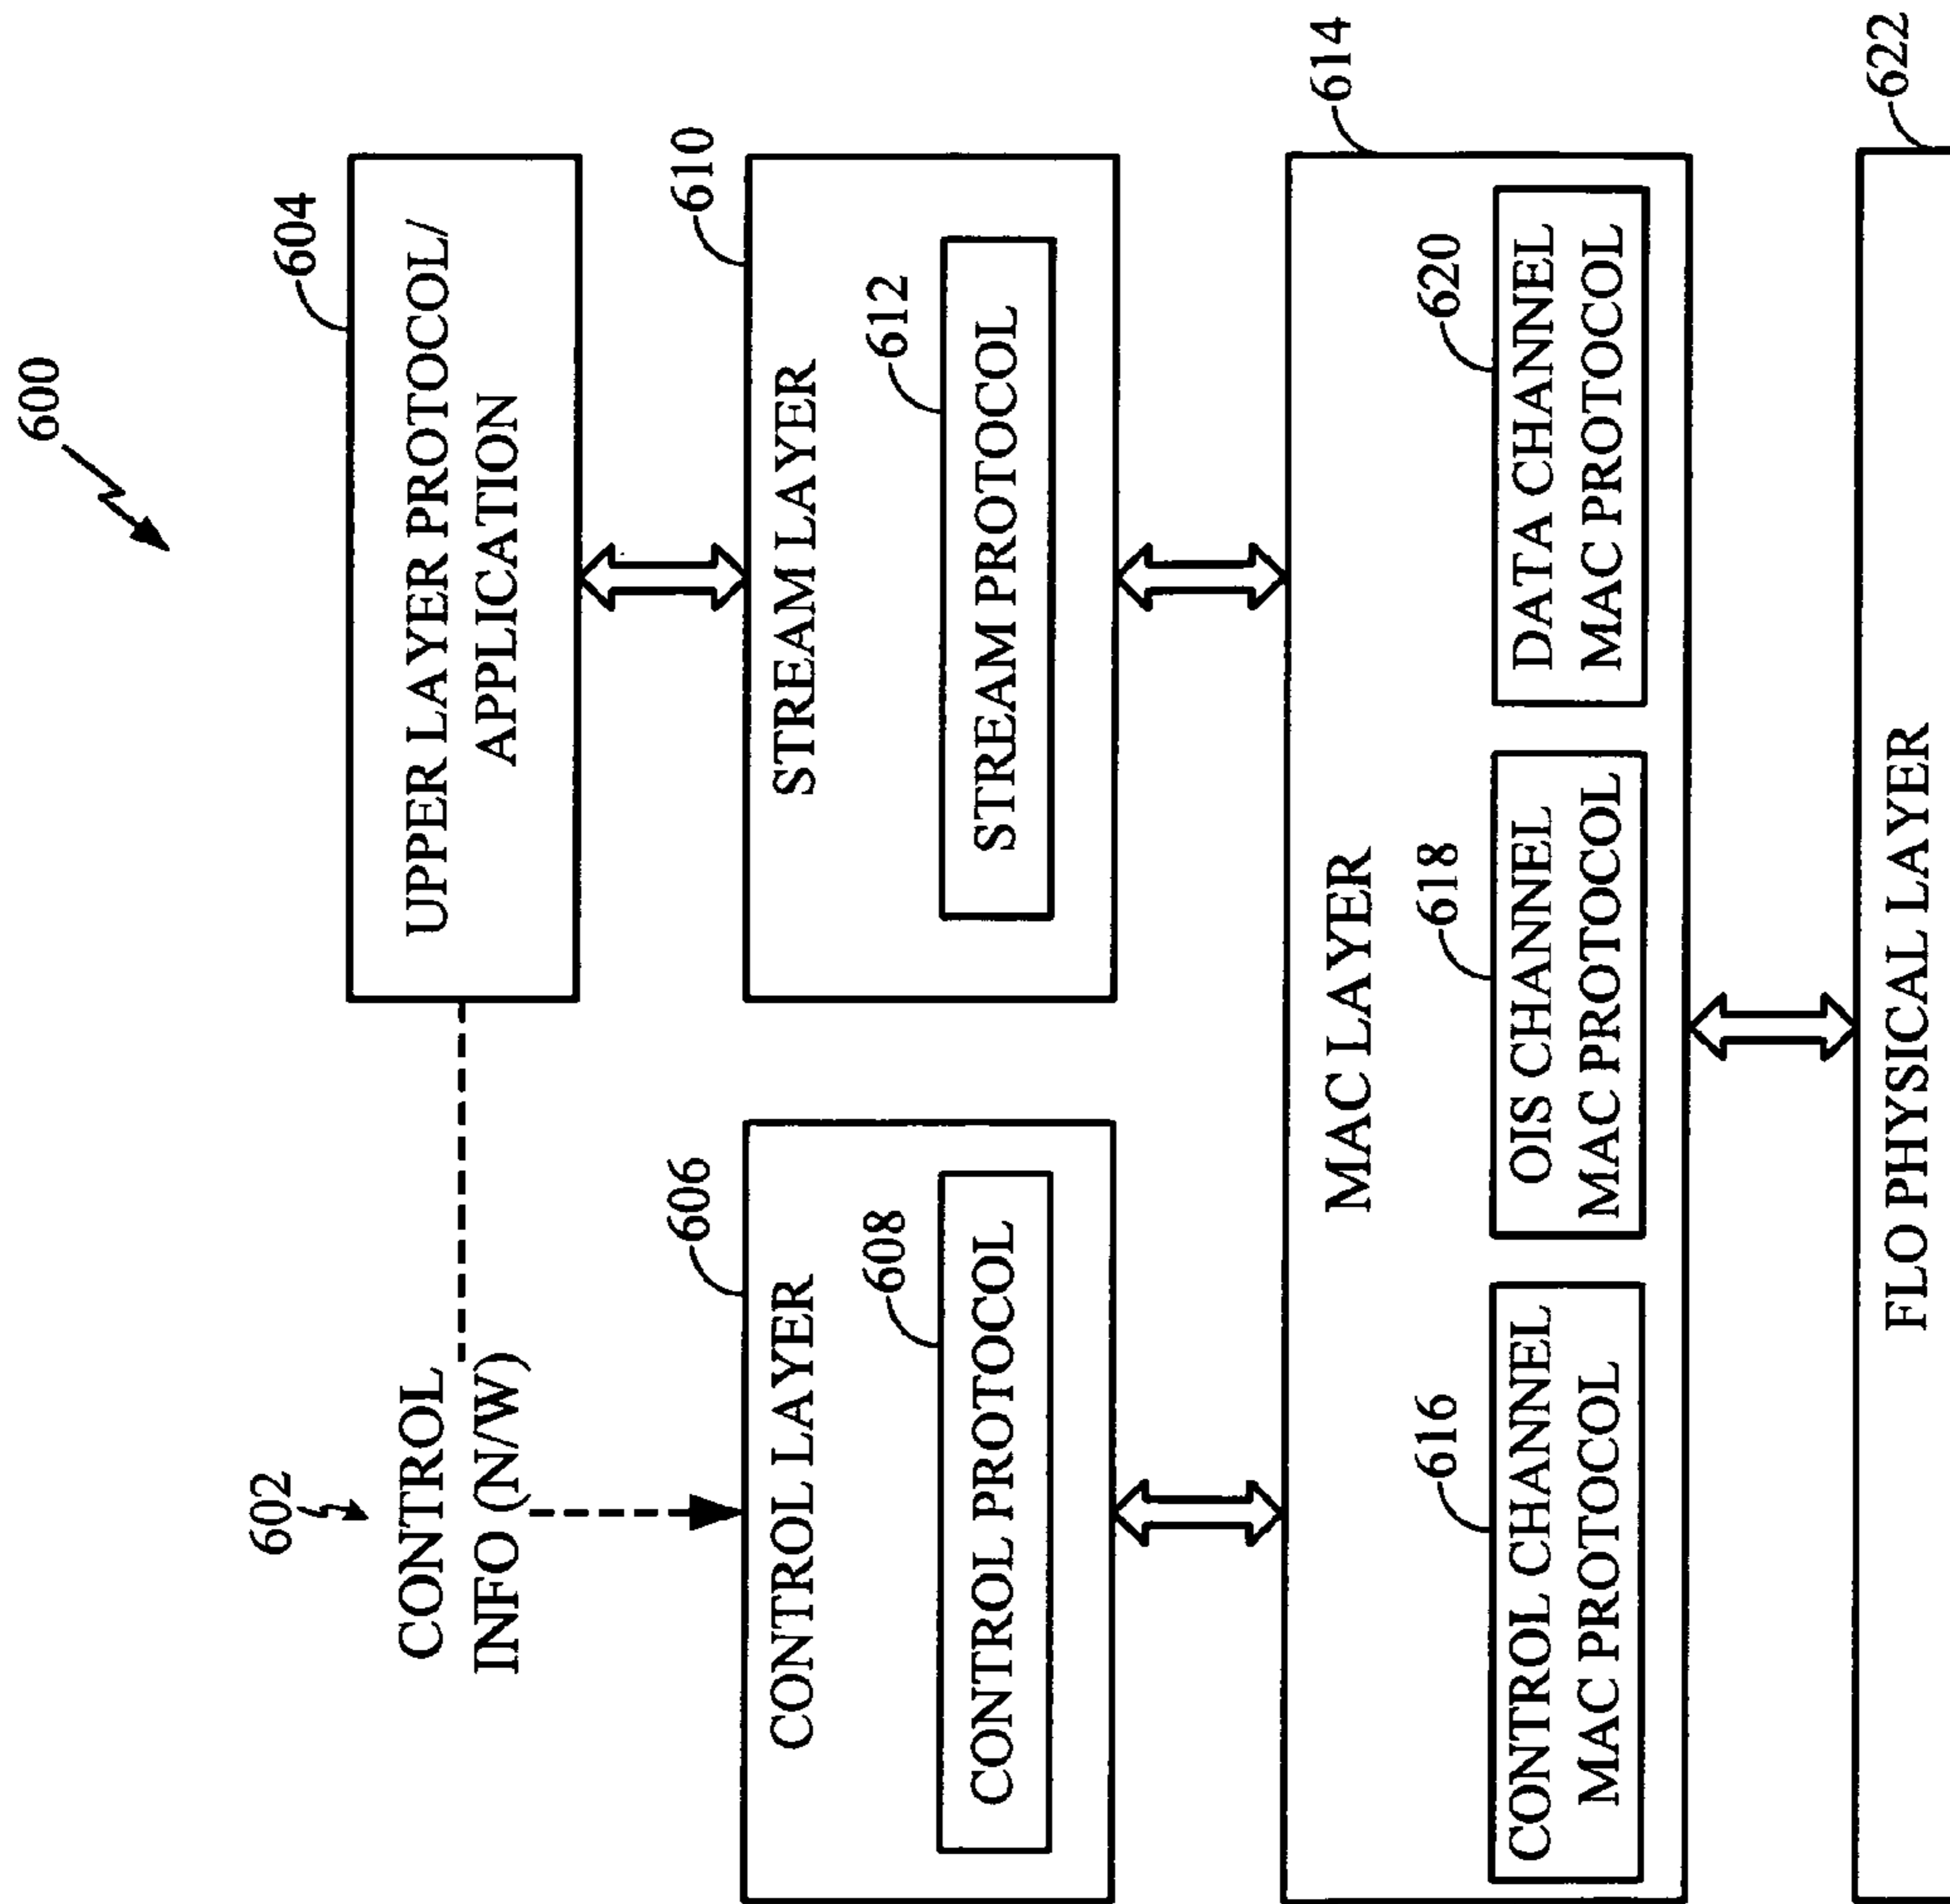 600
602
CONTROL
INFO (N/W)
604
UPPER LAYER PROTOCOL/
APPLICATION
606
CONTROL LAYER
608
CONTROL PROTOCOL
610
STREAM LAYER
612
STREAM PROTOCOL
614
MAC LAYER
616
CONTROL CHANNEL
MAC PROTOCOL
618
OIS CHANNEL
MAC PROTOCOL
620
DATA CHANNEL
MAC PROTOCOL
622
FLO PHYSICAL LAYER